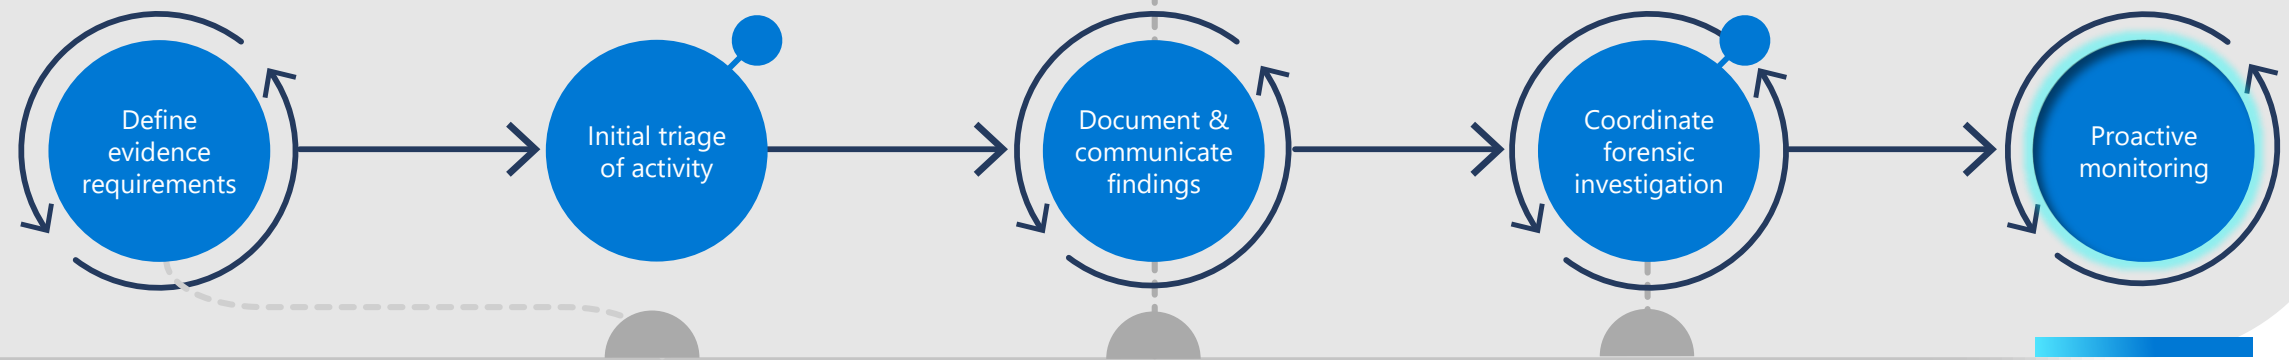 Define
evidence
requirements
Initial triage
of activity
Document &
communicate
findings
Coordinate
forensic
investigation
Proactive
monitoring